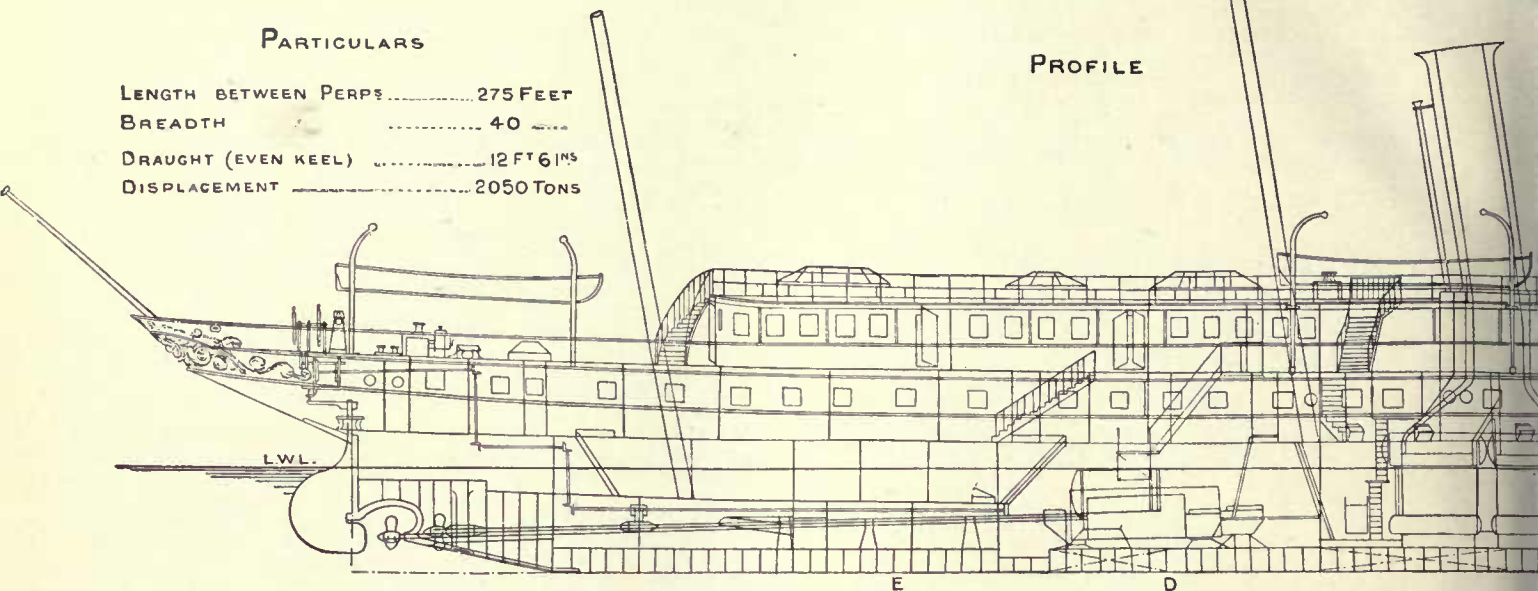 PARTICULARS
LENGTH BETWEEN PERPS ........ 275 FEET
BREADTH ........ 40 ....
DRAUGHT (EVEN KEEL) ........ 12 FT 6 INS
DISPLACEMENT ........ 2050 TONS
PROFILE
L.W.L.
E D